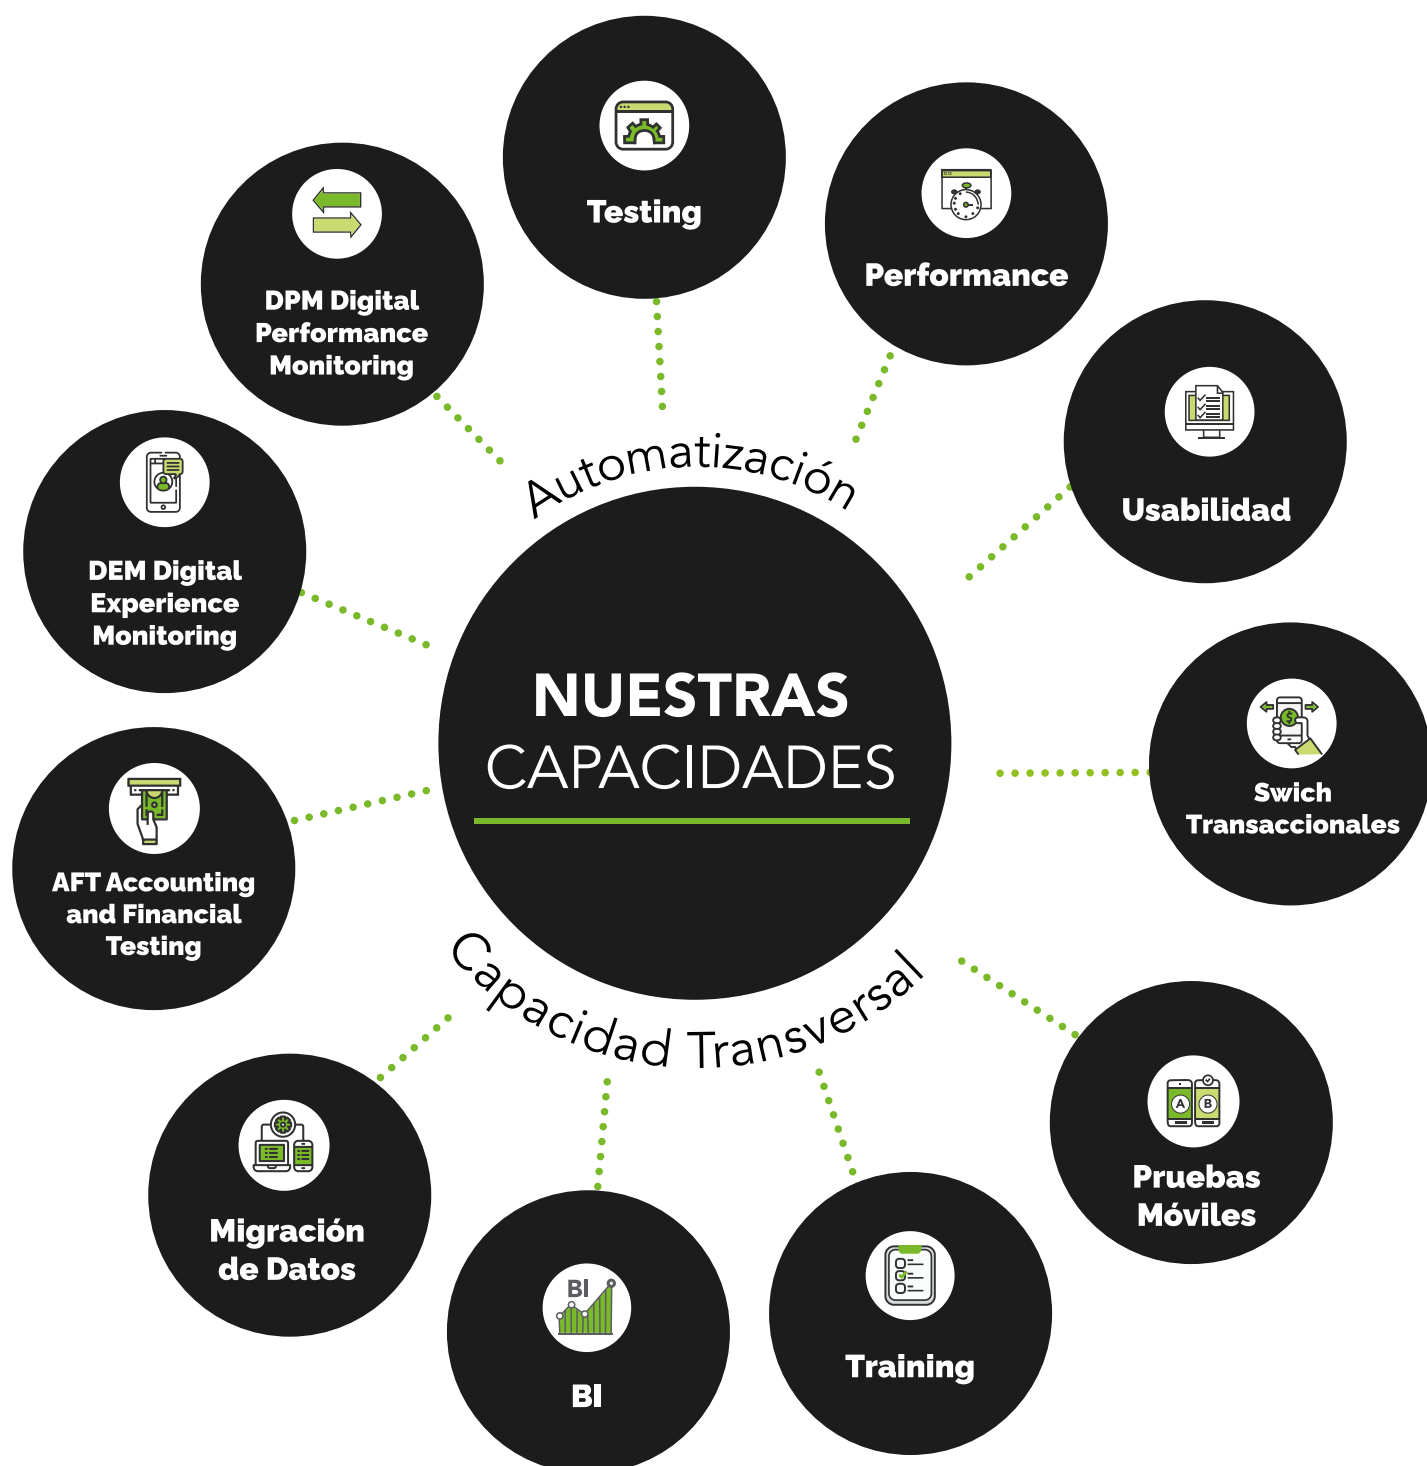 Testing
Performance
DPM Digital
Performance
Monitoring
Usabilidad
Automatización
DEM Digital
Experience
Monitoring
NUESTRAS
CAPACIDADES
$
Swich
Transaccionales
AFT Accounting
and Financial
Testing
Capacidad Transversal
A
B
Pruebas
Móviles
Migración
de Datos
BI
BI
Training